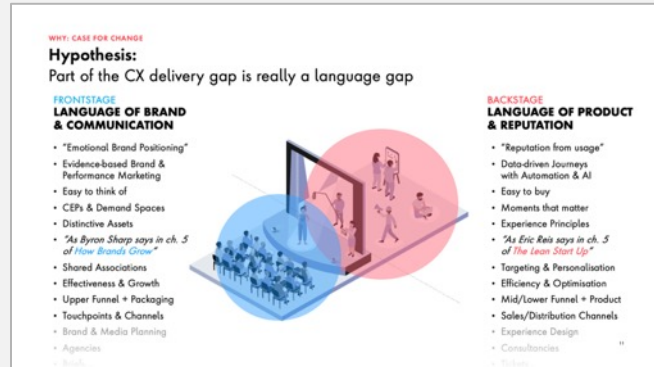 WHY: CASE FOR CHANGE
Hypothesis:
Part of the CX delivery gap is really a language gap
FRONTSTAGE
LANGUAGE OF BRAND
& COMMUNICATION
• "Emotional Brand Positioning"
• Evidence-based Brand &
Performance Marketing
• Easy to think of
• CEPs & Demand Spaces
• Distinctive Assets
• "As Byron Sharp says in ch. 5
of How Brands Grow"
• Shared Associations
• Effectiveness & Growth
• Upper Funnel + Packaging
• Touchpoints & Channels
• Brand & Media Planning
• Agencies
• Briefs...
BACKSTAGE
LANGUAGE OF PRODUCT
& REPUTATION
• "Reputation from usage"
• Data-driven Journeys
with Automation & AI
• Easy to buy
• Moments that matter
• Experience Principles
• "As Eric Reis says in ch. 5
of The Lean Start Up"
• Targeting & Personalisation
• Efficiency & Optimisation
• Mid/Lower Funnel + Product
• Sales/Distribution Channels
• Experience Design
• Consultancies
• Tickets